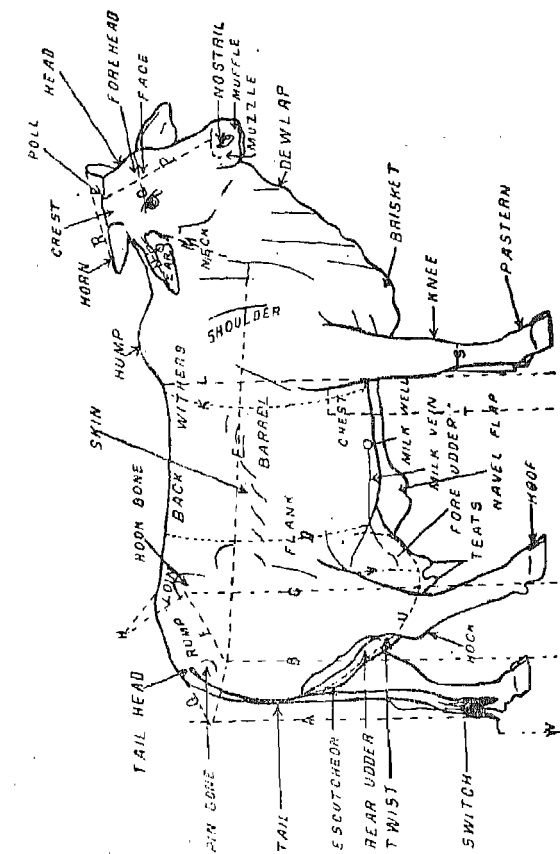 POLL
HEAD
FOREHEAD
FACE
CREST
HORN
EAR
NECK
NOSTRIL
MUFFLE
MUZZLE
DEWLAP
HUMP
SHOULDER
BRISKET
KNEE
PASTERN
WITHERS
SKIN
BARREL
CHEST
MILK WELL
MILK VEIN
NAVEL FLAP
HOOK BONE
BACK
FLANK
FORE UDDER
TEATS
HOOF
LOIN
RUMP
HOCK
TAIL HEAD
PIN BONE
TAIL
ESCUTCHEON
REAR UDDER
TWIST
SWITCH
R
P
O
M
L
K
E
S
T
D
H
C
E
B
U
Q
A
W